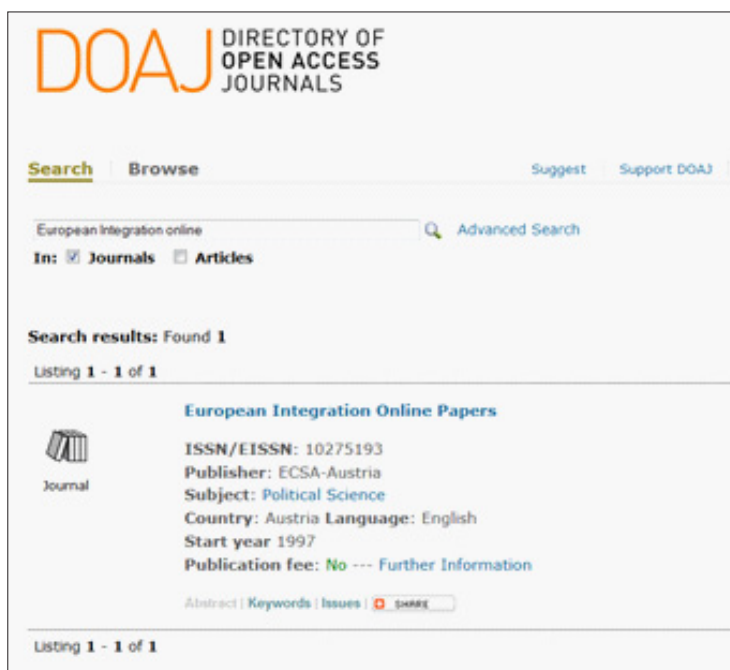 DOAJ
DIRECTORY OF
OPEN ACCESS
JOURNALS
Search Browse Suggest Support DOAJ
European Integration online Advanced Search
In: Journals Articles
Search results: Found 1
Listing 1 - 1 of 1
European Integration Online Papers
Journal
ISSN/EISSN: 10275193
Publisher: ECSA-Austria
Subject: Political Science
Country: Austria Language: English
Start year 1997
Publication fee: No --- Further Information
Abstract | Keywords | Issues | SHARE
Listing 1 - 1 of 1